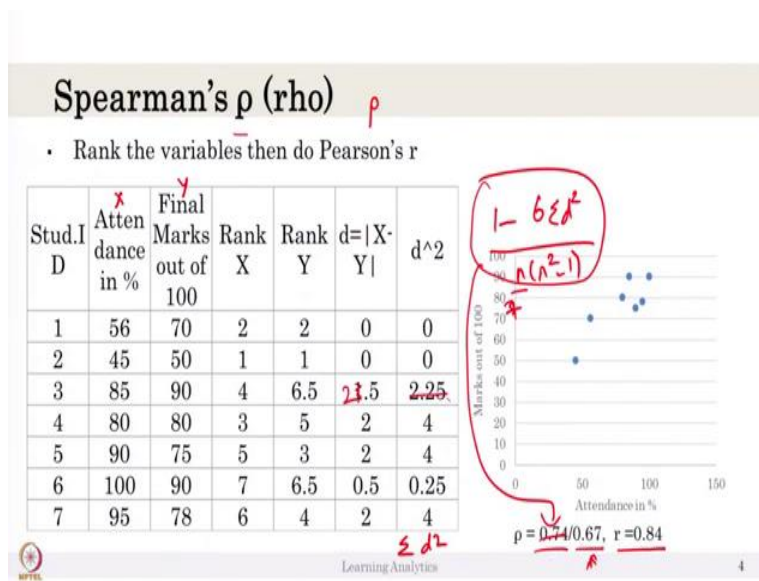 Spearman's ρ (rho) ρ
• Rank the variables then do Pearson's r
X Y
Stud.ID Attendance in % Final Marks out of 100 Rank X Rank Y d=|X-Y| d^2
1 56 70 2 2 0 0
2 45 50 1 1 0 0
3 85 90 4 6.5 2.5 2.25
4 80 80 3 5 2 4
5 90 75 5 3 2 4
6 100 90 7 6.5 0.5 0.25
7 95 78 6 4 2 4
Σd2
1- 6Σd²
n(n²-1)
7
Marks out of 100
100
90
80
70
60
50
40
30
20
10
0
0 50 100 150
Attendance in %
ρ = 0.74/0.67, r =0.84
NPTEL
Learning Analytics
4